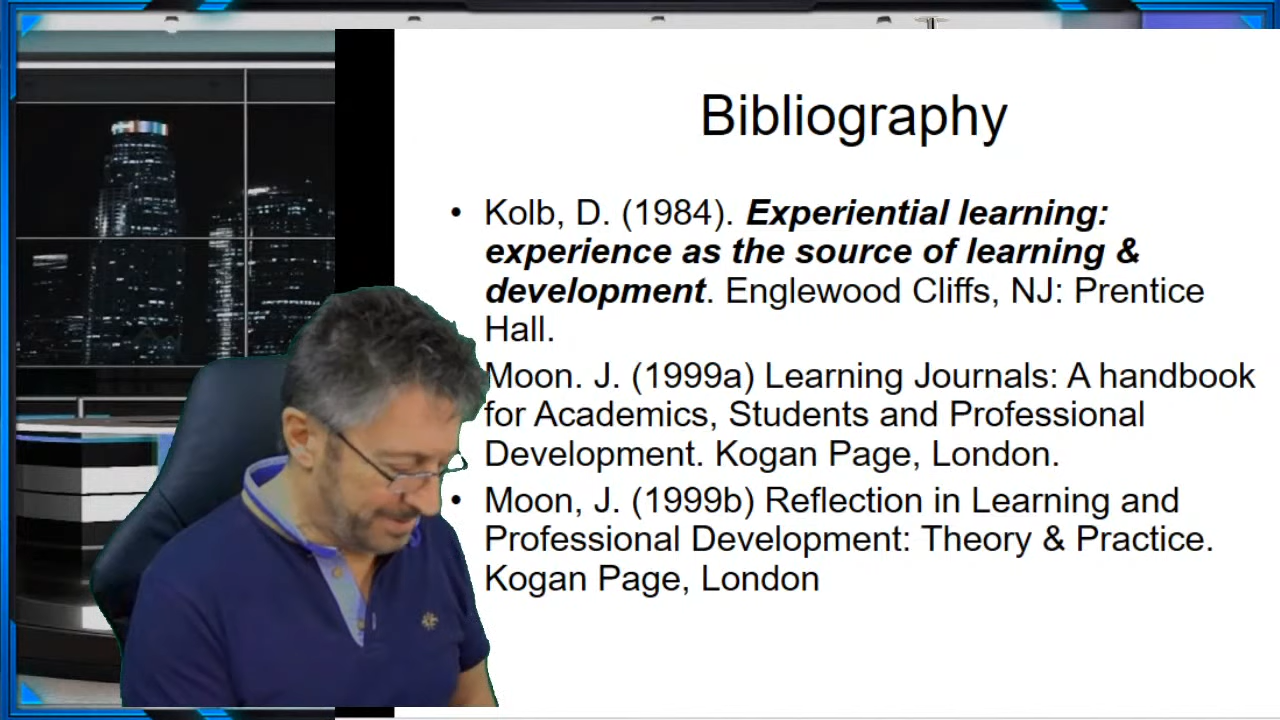 Bibliography
• Kolb, D. (1984). Experiential learning:
experience as the source of learning &
development. Englewood Cliffs, NJ: Prentice
Hall.
Moon. J. (1999a) Learning Journals: A handbook
for Academics, Students and Professional
Development. Kogan Page, London.
• Moon, J. (1999b) Reflection in Learning and
Professional Development: Theory & Practice.
Kogan Page, London